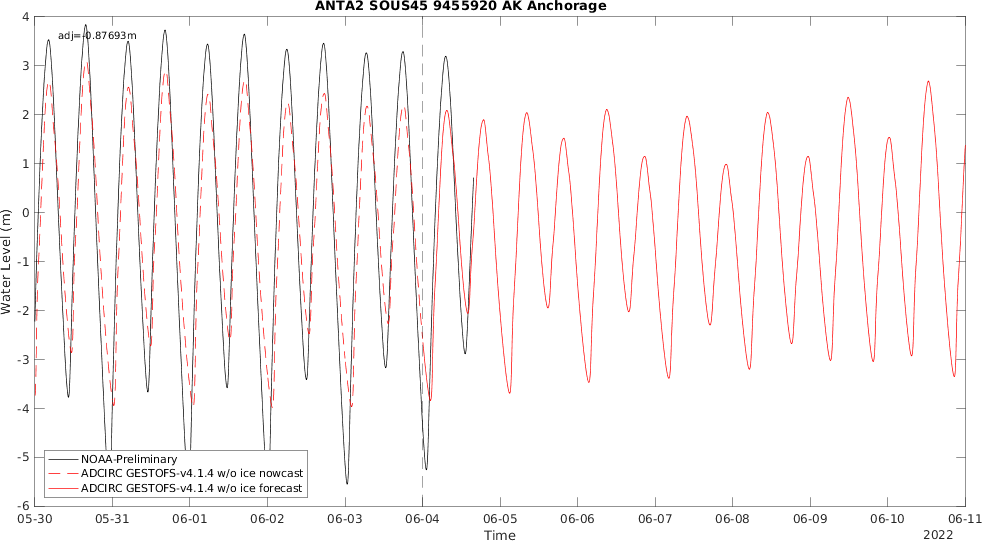 ANTA2 SOUS45 9455920 AK Anchorage
adj=-0.87693m
4
3
2
1
0
-1
-2
-3
-4
-5
-6
Water Level (m)
NOAA-Preliminary
ADCIRC GESTOFS-v4.1.4 w/o ice nowcast
ADCIRC GESTOFS-v4.1.4 w/o ice forecast
05-30 05-31 06-01 06-02 06-03 06-04 06-05 06-06 06-07 06-08 06-09 06-10 06-11
Time
2022